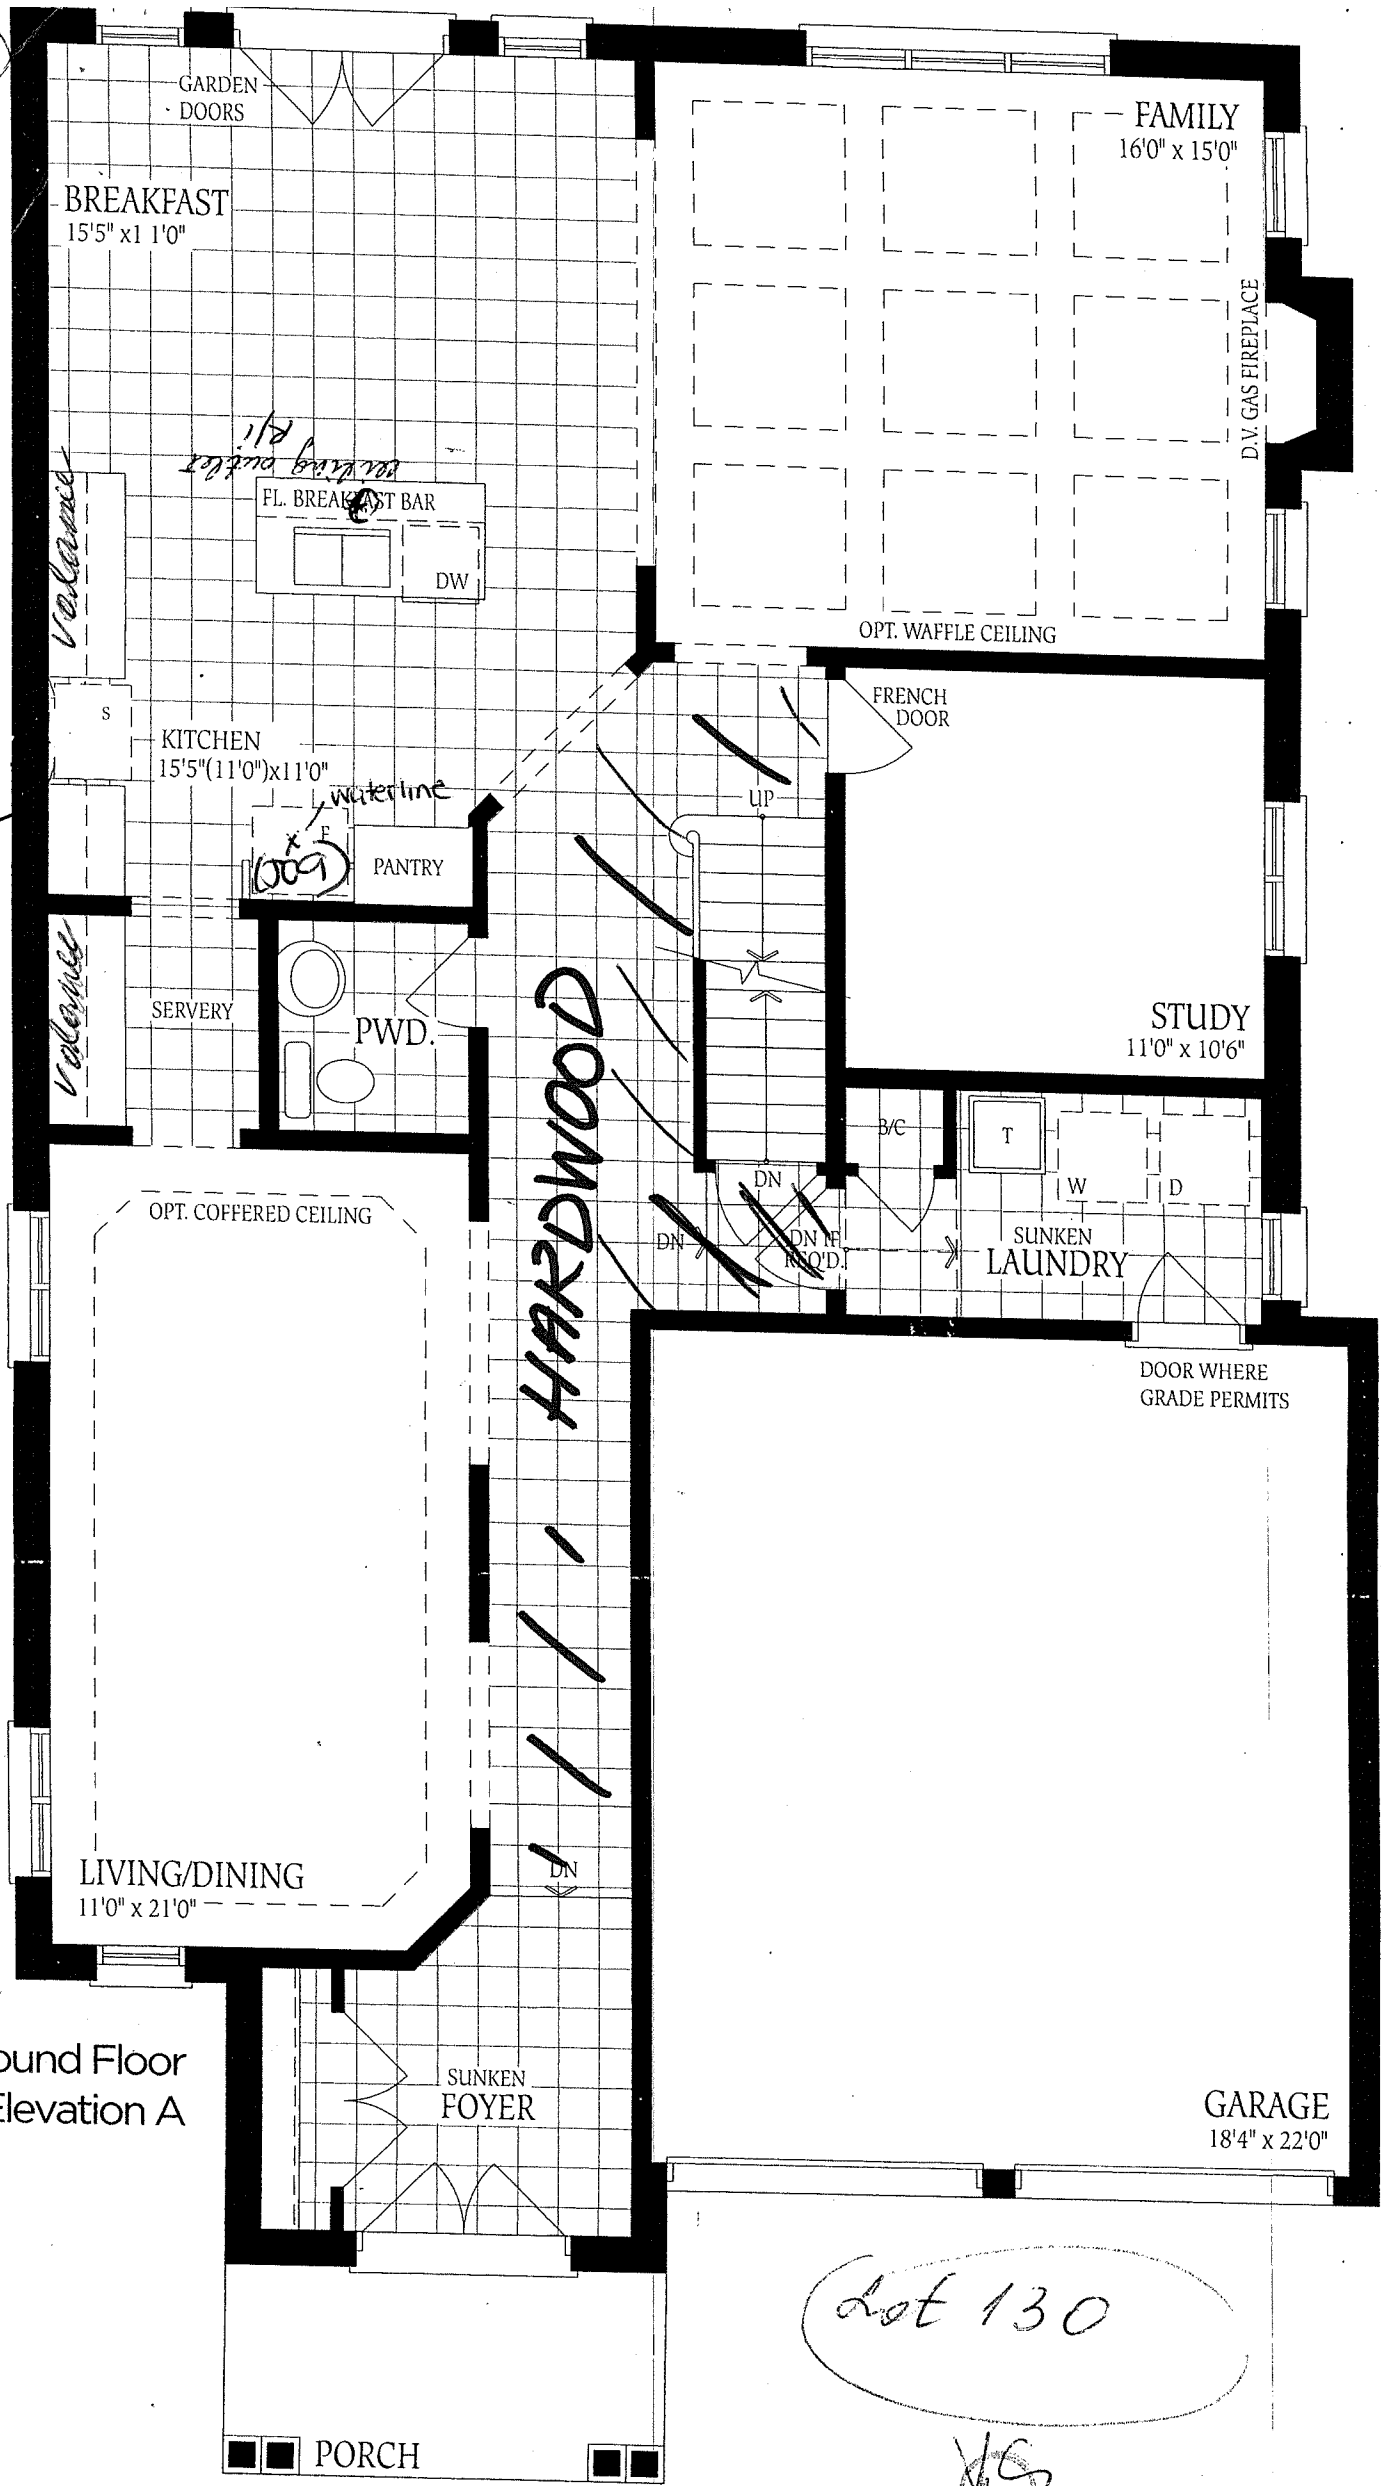 GARDEN
DOORS
FAMILY
16'0" x 15'0"
BREAKFAST
15'5" x1 1'0"
D.V. GAS FIREPLACE
ceiling outlet
R/i
FL. BREAKFAST BAR
DW
valance
OPT. WAFFLE CEILING
FRENCH
DOOR
S
KITCHEN
15'5"(11'0")x11'0"
waterline
x F
(600)
PANTRY
UP
valance
SERVERY
PWD.
HARDWOOD
STUDY
11'0" x 10'6"
B/C
T
W
D
DN
OPT. COFFERED CEILING
DN
DN IF
REQ'D.
SUNKEN
LAUNDRY
DOOR WHERE
GRADE PERMITS
DN
LIVING/DINING
11'0" x 21'0"
ound Floor
Elevation A
SUNKEN
FOYER
GARAGE
18'4" x 22'0"
Lot 130
PORCH